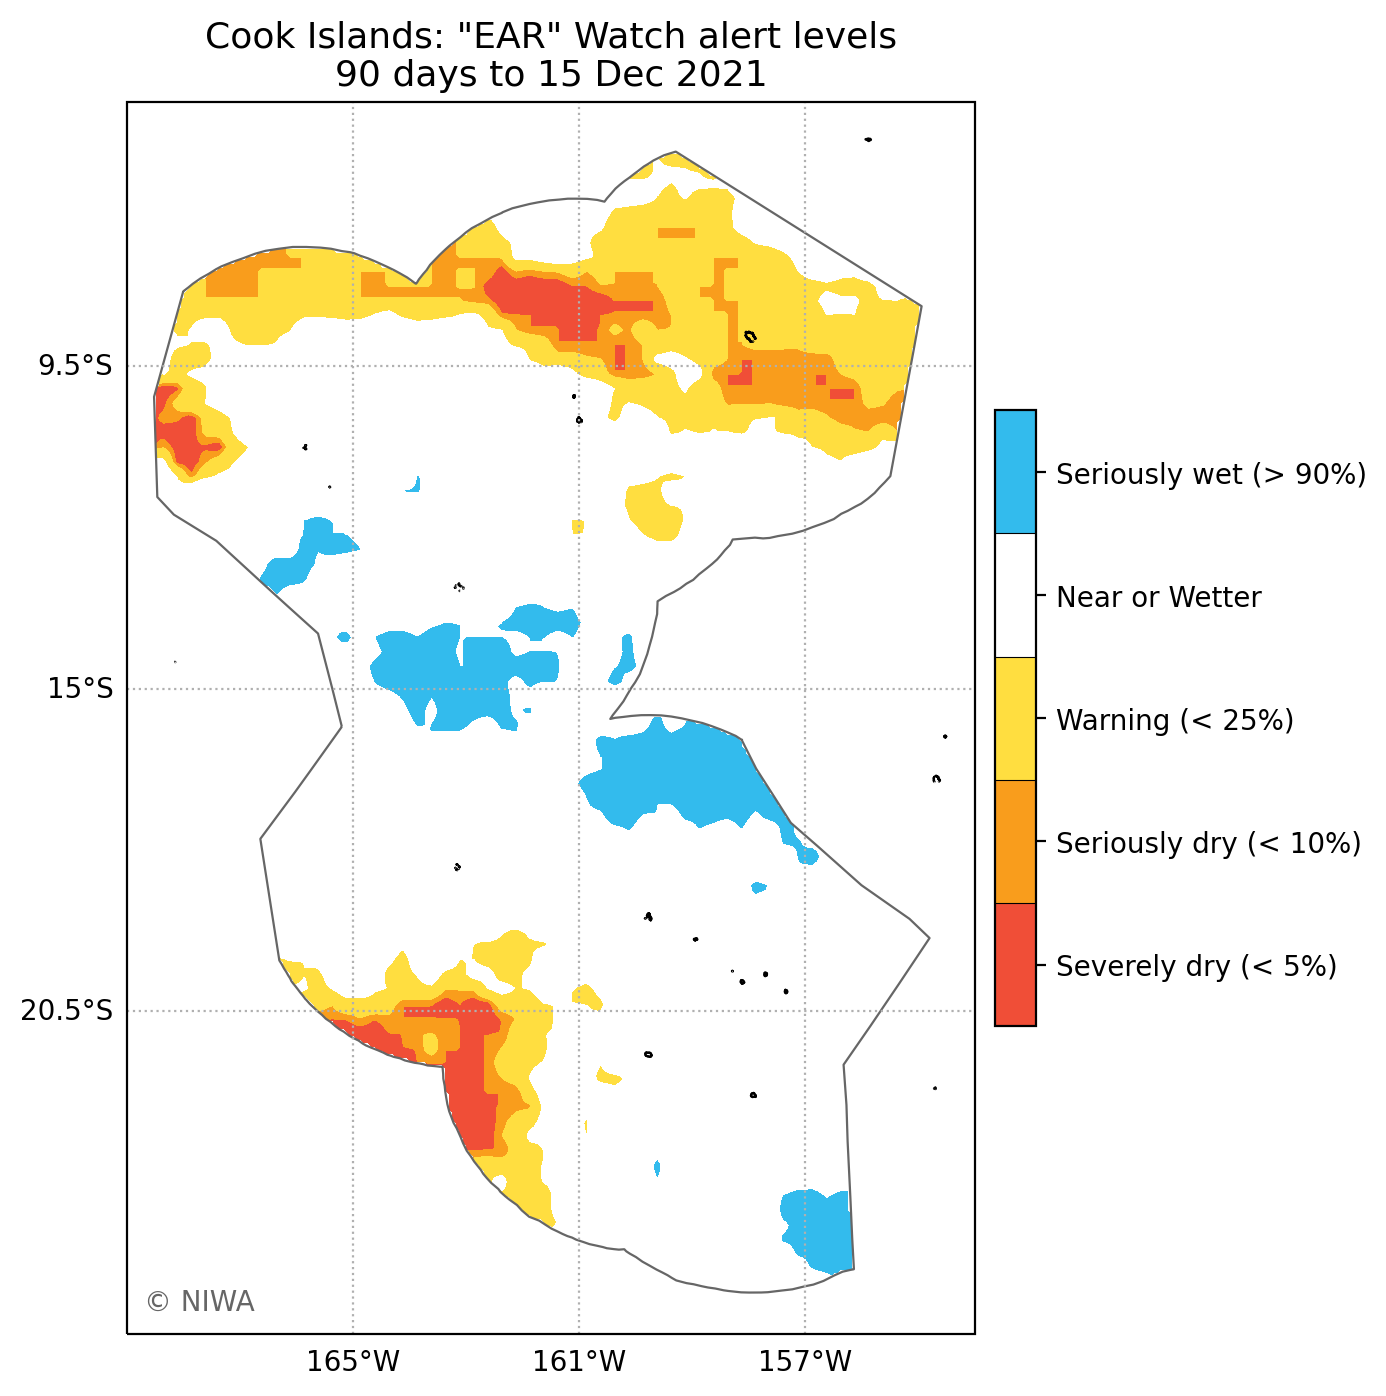 Cook Islands: "EAR" Watch alert levels
90 days to 15 Dec 2021
9.5°S
15°S
20.5°S
165°W
161°W
157°W
Seriously wet (> 90%)
Near or Wetter
Warning (< 25%)
Seriously dry (< 10%)
Severely dry (< 5%)
© NIWA